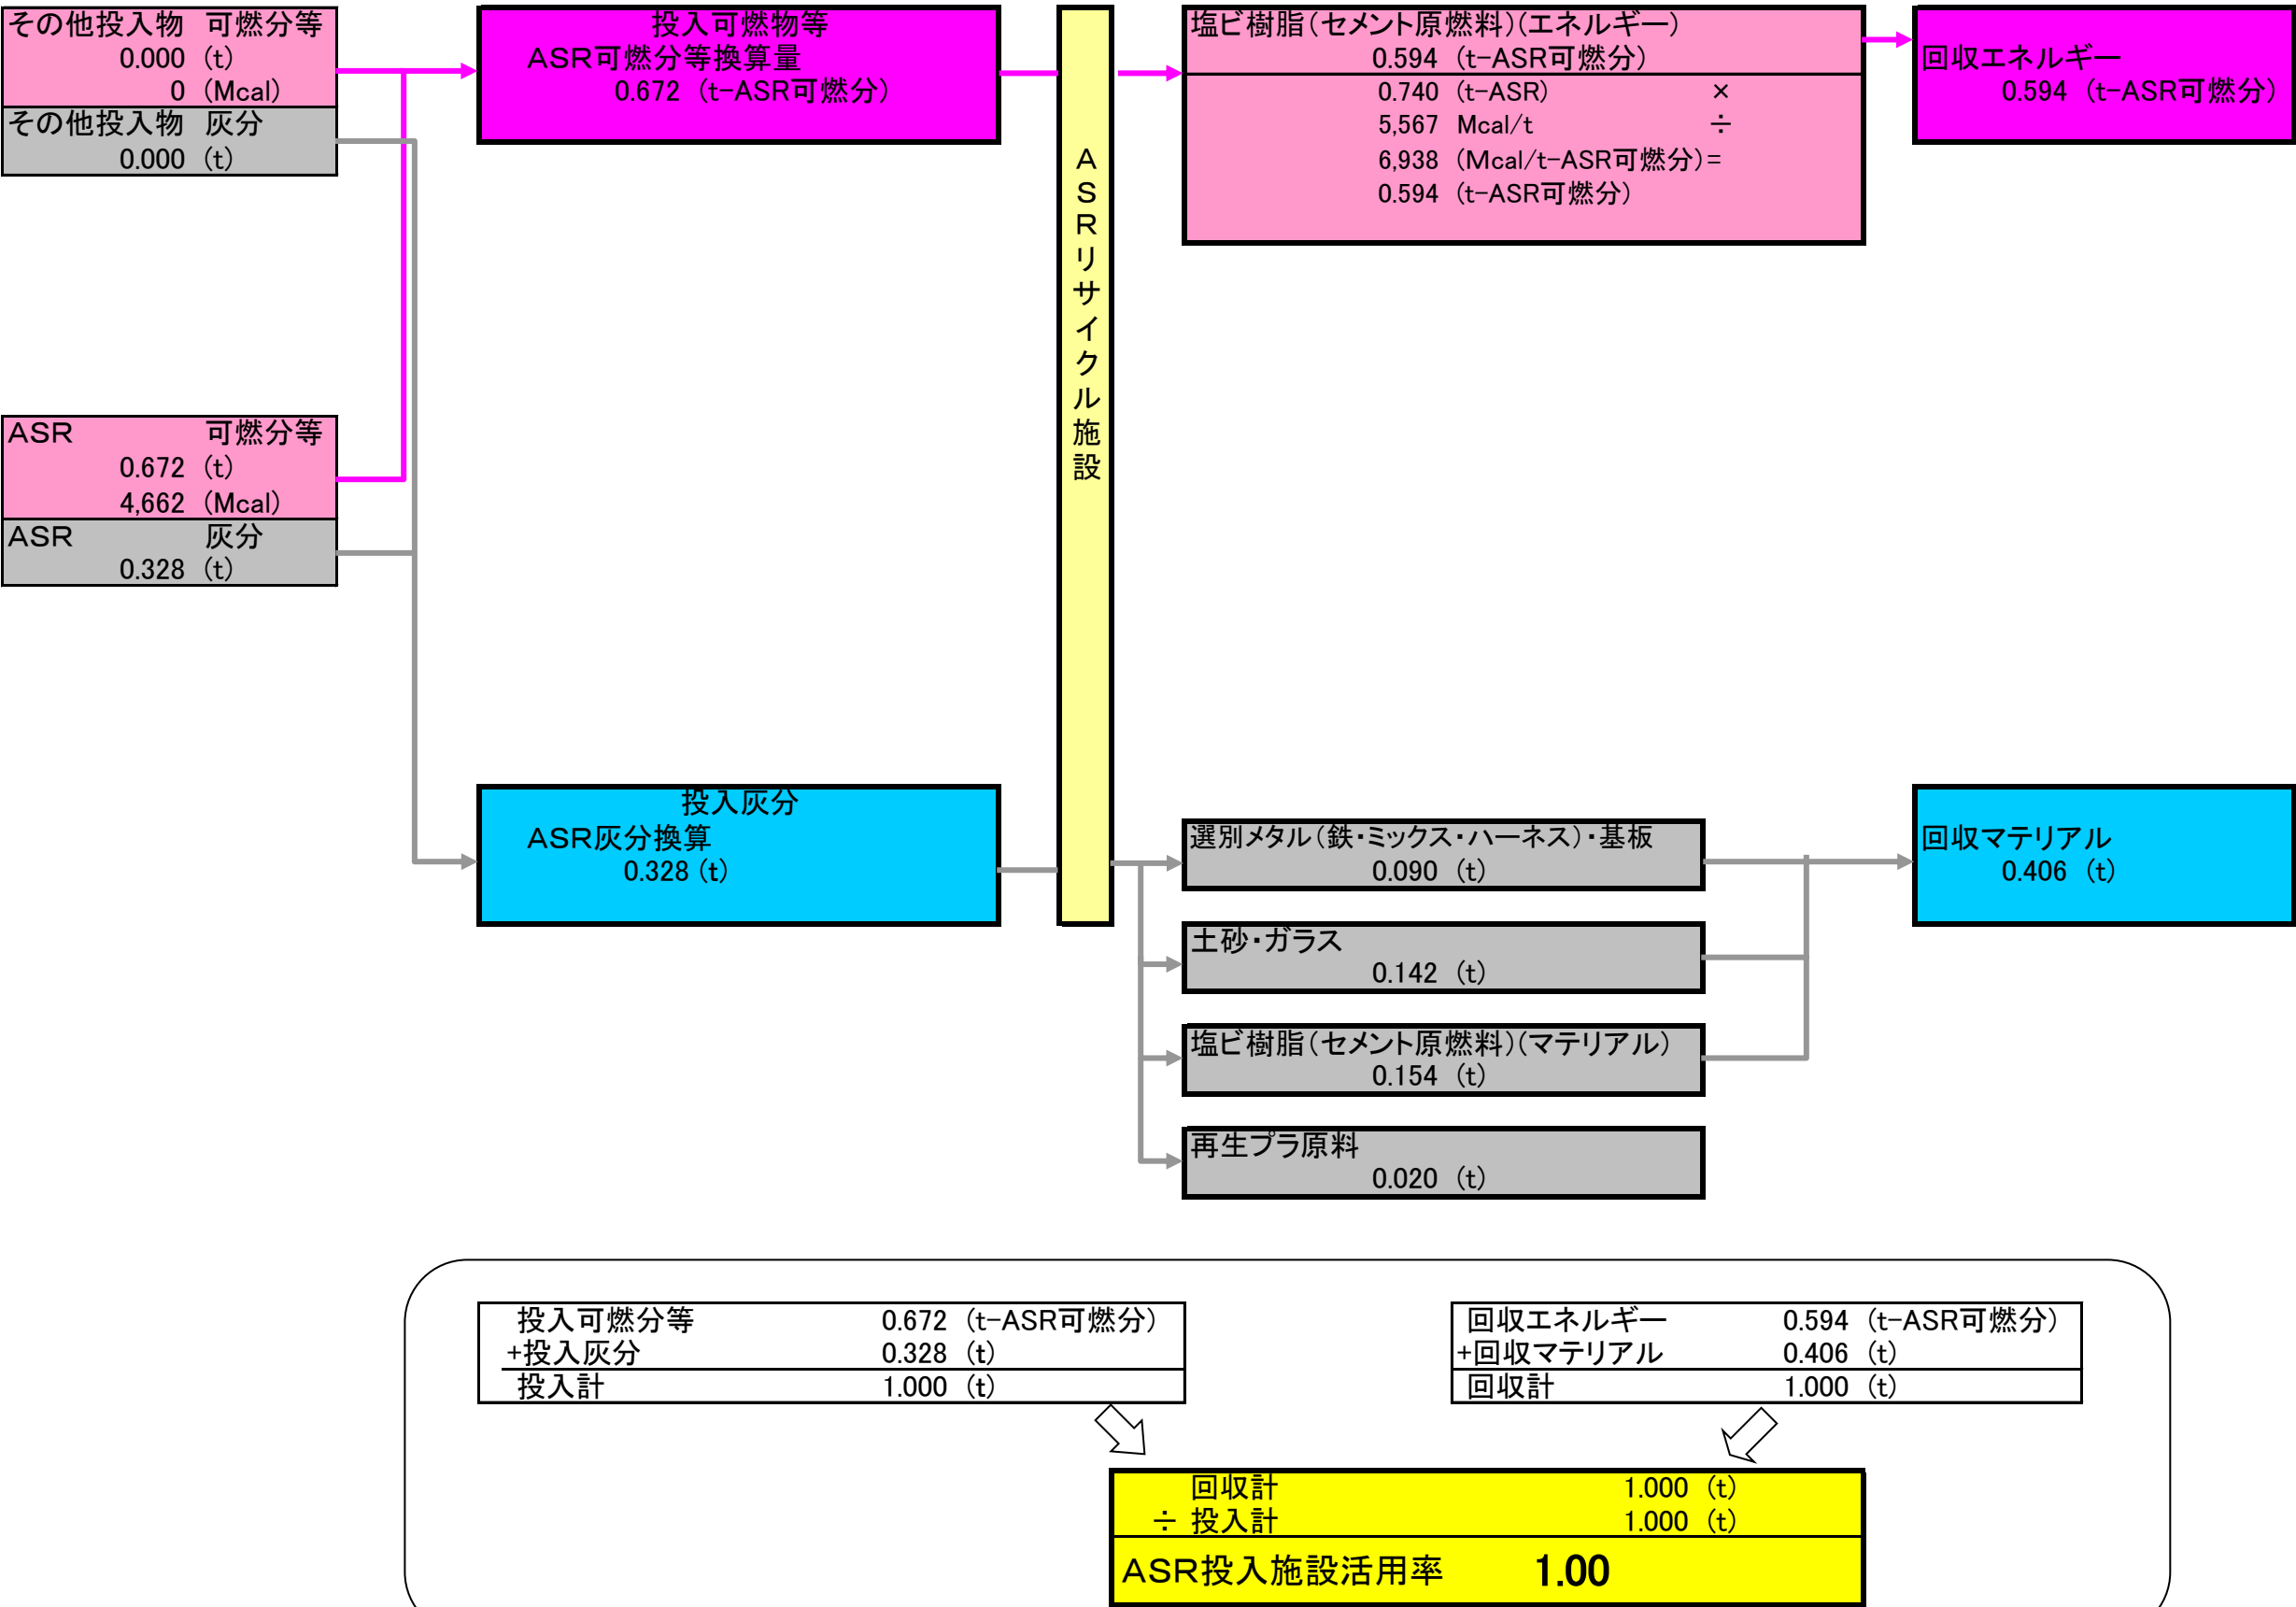 その他投入物 可燃分等
0.000 (t)
0 (Mcal)
その他投入物 灰分
0.000 (t)
投入可燃物等
ASR可燃分等換算量
0.672 (t-ASR可燃分)
ASRリサイクル施設
塩ビ樹脂(セメント原燃料)(エネルギー)
0.594 (t-ASR可燃分)
0.740 (t-ASR) ×
5,567 Mcal/t ÷
6,938 (Mcal/t-ASR可燃分)=
0.594 (t-ASR可燃分)
回収エネルギー
0.594 (t-ASR可燃分)
ASR 可燃分等
0.672 (t)
4,662 (Mcal)
ASR 灰分
0.328 (t)
投入灰分
ASR灰分換算
0.328 (t)
選別メタル(鉄・ミックス・ハーネス)・基板
0.090 (t)
土砂・ガラス
0.142 (t)
塩ビ樹脂(セメント原燃料)(マテリアル)
0.154 (t)
再生プラ原料
0.020 (t)
回収マテリアル
0.406 (t)
投入可燃分等 0.672 (t-ASR可燃分)
+投入灰分 0.328 (t)
投入計 1.000 (t)
回収エネルギー 0.594 (t-ASR可燃分)
+回収マテリアル 0.406 (t)
回収計 1.000 (t)
回収計 1.000 (t)
÷ 投入計 1.000 (t)
ASR投入施設活用率 1.00